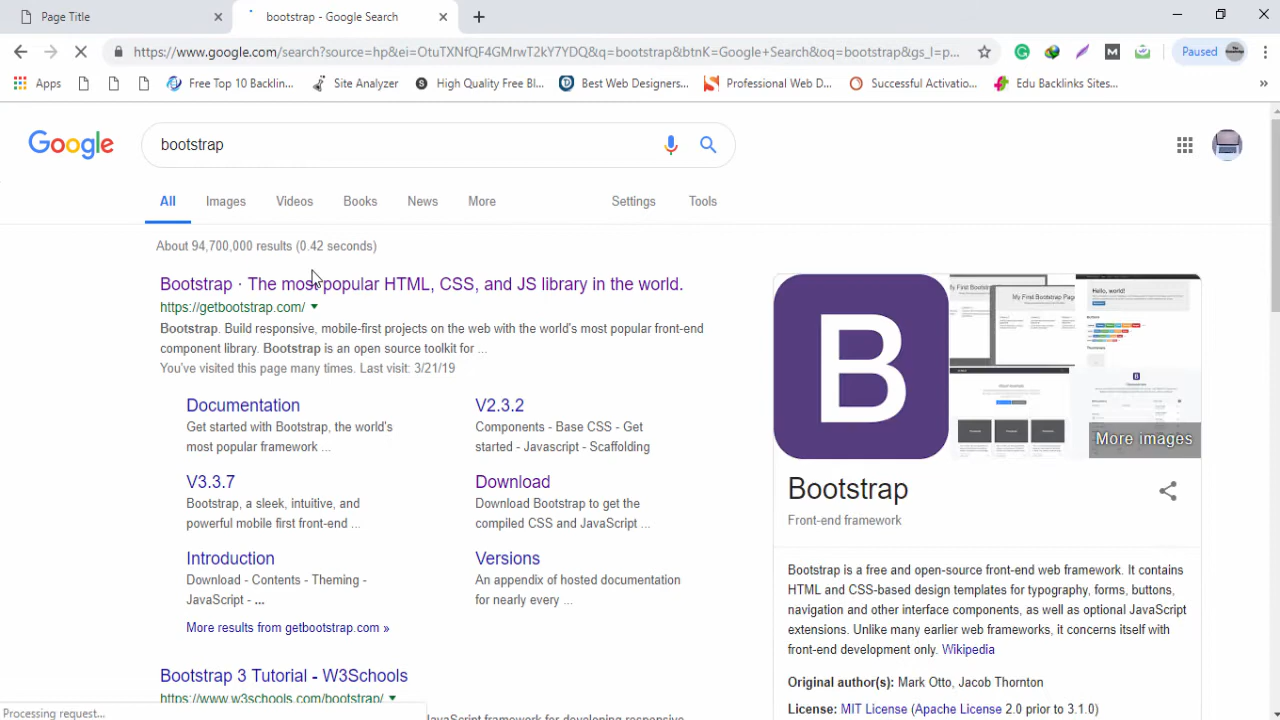 Page Title
bootstrap - Google Search
https://www.google.com/search?source=hp&ei=OtuTXNfQF4GMrwT2kY7YDQ&q=bootstrap&btnK=Google+Search&oq=bootstrap&gs_l=p...
Paused
Apps
Free Top 10 Backlin...
Site Analyzer
High Quality Free Bl...
Best Web Designers...
Professional Web D...
Successful Activatio...
Edu Backlinks Sites...
Google
bootstrap
All
Images
Videos
Books
News
More
Settings
Tools
About 94,700,000 results (0.42 seconds)
Bootstrap · The most popular HTML, CSS, and JS library in the world.
https://getbootstrap.com/
Bootstrap. Build responsive, mobile-first projects on the web with the world's most popular front-end
component library. Bootstrap is an open source toolkit for ...
You've visited this page many times. Last visit: 3/21/19
Documentation
Get started with Bootstrap, the world's
most popular framework ...
V2.3.2
Components - Base CSS - Get
started - Javascript - Scaffolding
V3.3.7
Bootstrap, a sleek, intuitive, and
powerful mobile first front-end ...
Download
Download Bootstrap to get the
compiled CSS and JavaScript ...
Introduction
Download - Contents - Theming -
JavaScript - ...
Versions
An appendix of hosted documentation
for nearly every ...
More results from getbootstrap.com »
Bootstrap 3 Tutorial - W3Schools
https://www.w3schools.com/bootstrap/
JavaScript framework for developing responsive
Processing request...
B
My First Bootstrap Page
Hello, world!
More images
Bootstrap
Front-end framework
Bootstrap is a free and open-source front-end web framework. It contains
HTML and CSS-based design templates for typography, forms, buttons,
navigation and other interface components, as well as optional JavaScript
extensions. Unlike many earlier web frameworks, it concerns itself with
front-end development only. Wikipedia
Original author(s): Mark Otto, Jacob Thornton
License: MIT License (Apache License 2.0 prior to 3.1.0)